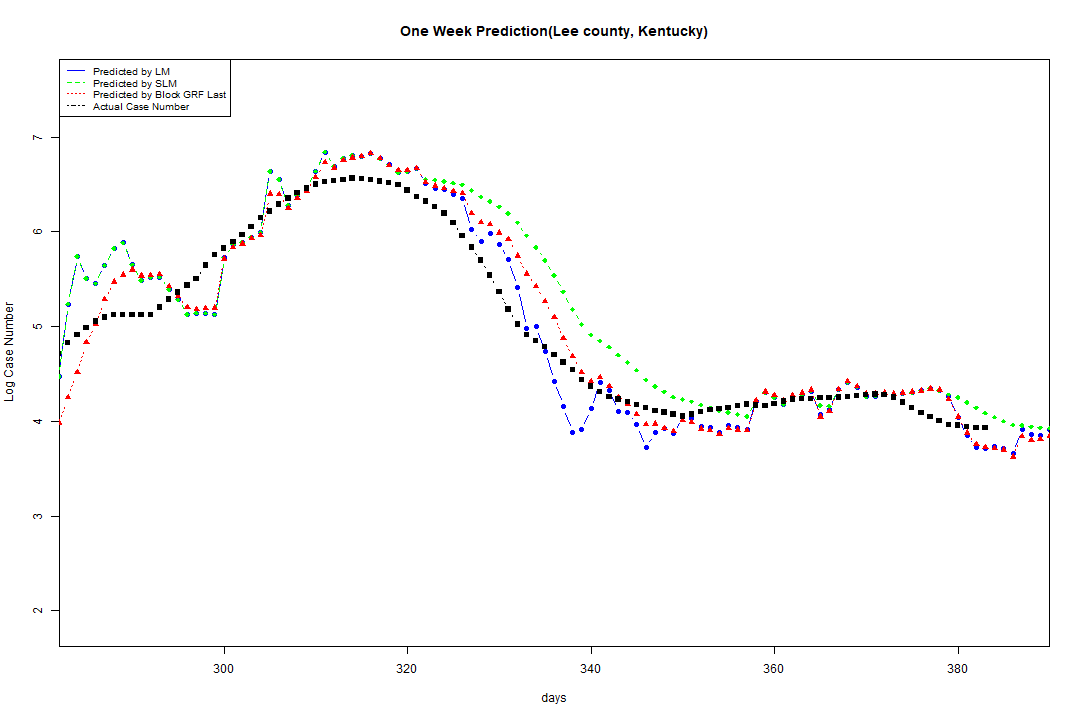 One Week Prediction(Lee county, Kentucky)
Predicted by LM
Predicted by SLM
Predicted by Block GRF Last
Actual Case Number
7
6
5
4
3
2
Log Case Number
300 320 340 360 380
days